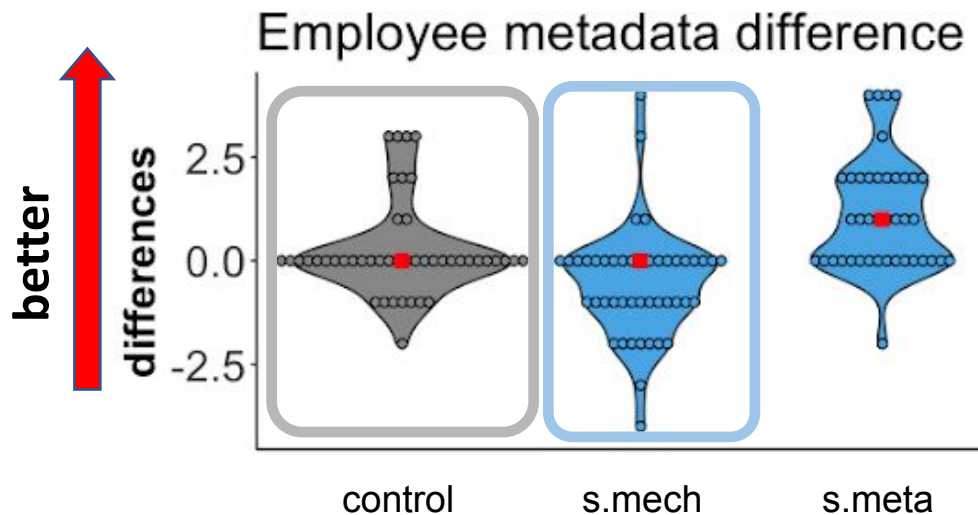 Employee metadata difference
better
differences
2.5
0.0
-2.5
control
s.mech
s.meta